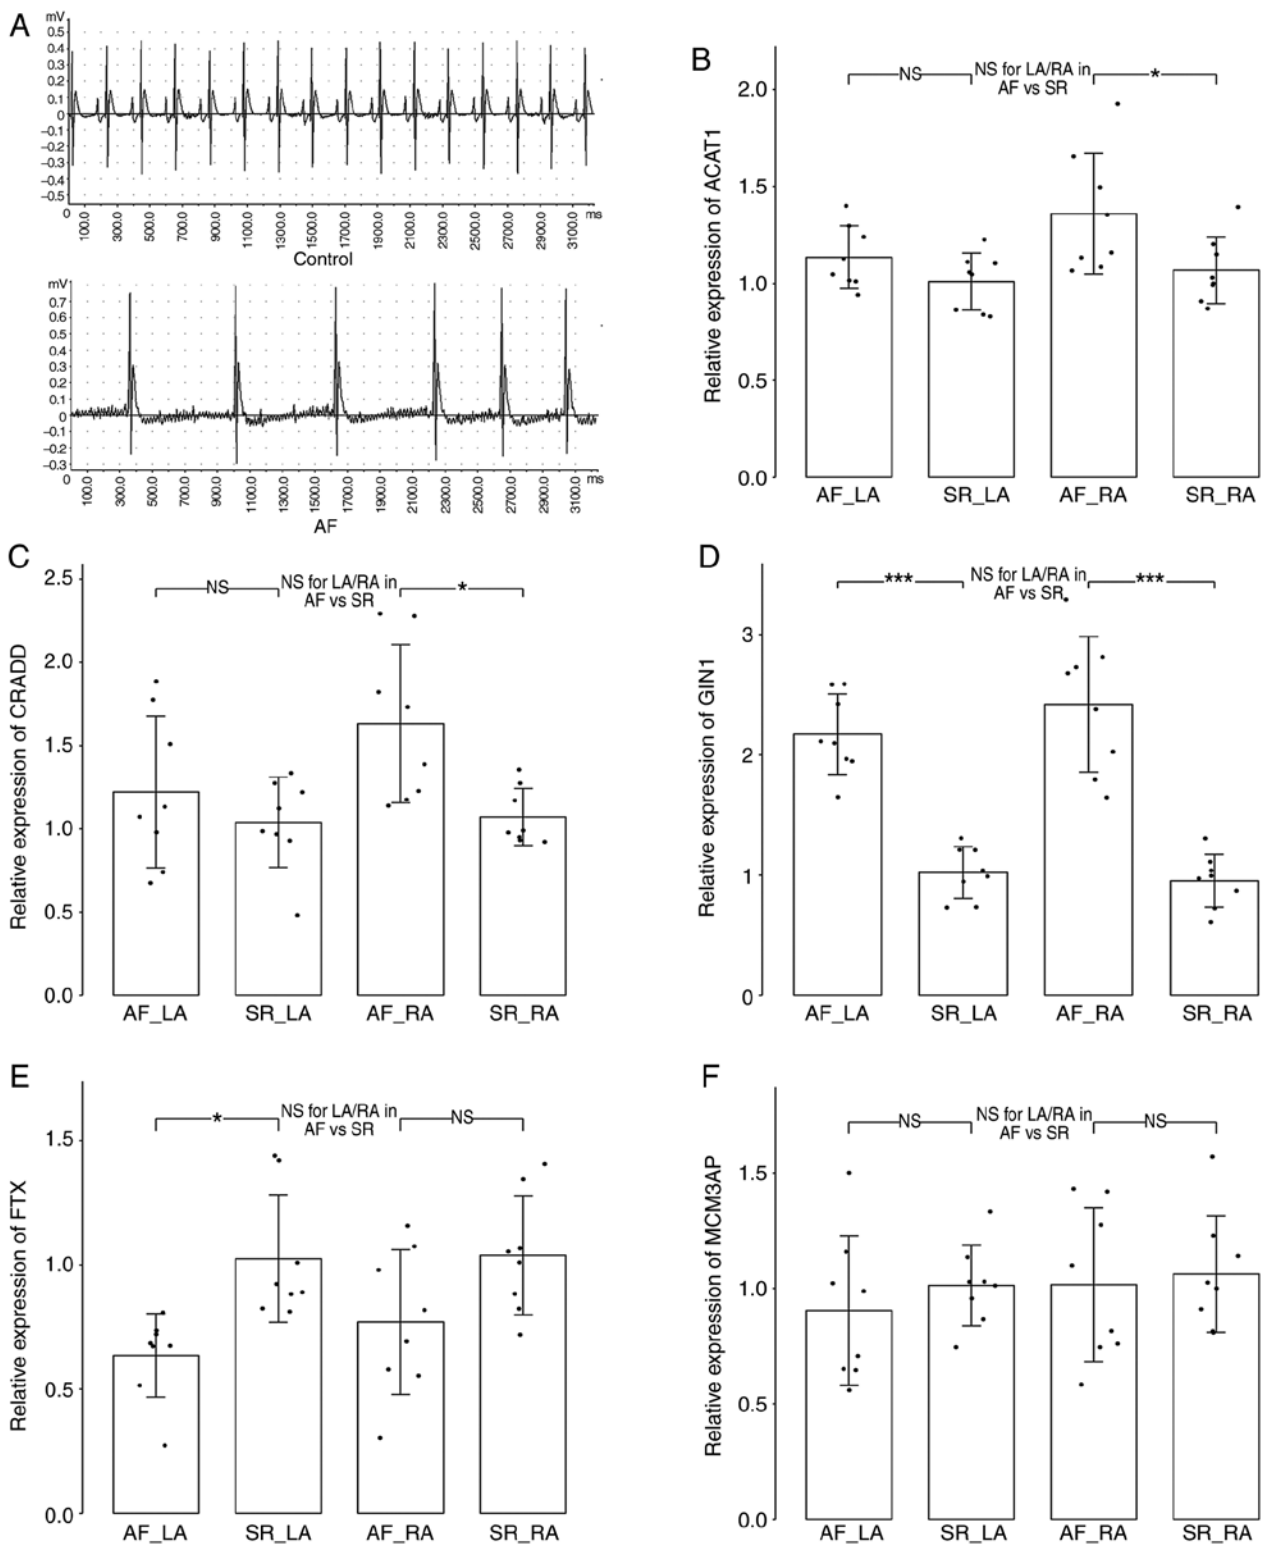 A
mV
0.5
0.4
0.3
0.2
0.1
0
−0.1
−0.2
−0.3
−0.4
−0.5
0 100.0 300.0 500.0 700.0 900.0 1100.0 1300.0 1500.0 1700.0 1900.0 2100.0 2300.0 2500.0 2700.0 2900.0 3100.0 ms
Control
mV
0.7
0.6
0.5
0.4
0.3
0.2
0.1
0
−0.1
−0.2
−0.3
100.0 300.0 500.0 700.0 900.0 1100.0 1300.0 1500.0 1700.0 1900.0 2100.0 2300.0 2500.0 2700.0 2900.0 3100.0 ms
AF
B
Relative expression of ACAT1
NS
NS for LA/RA in
AF vs SR
*
2.0
1.5
1.0
0.5
0.0
AF_LA SR_LA AF_RA SR_RA
C
Relative expression of CRADD
NS
NS for LA/RA in
AF vs SR
*
2.5
2.0
1.5
1.0
0.5
0.0
AF_LA SR_LA AF_RA SR_RA
D
Relative expression of GIN1
***
NS for LA/RA in
AF vs SR
***
3
2
1
0
AF_LA SR_LA AF_RA SR_RA
E
Relative expression of FTX
*
NS for LA/RA in
AF vs SR
NS
1.5
1.0
0.5
0.0
AF_LA SR_LA AF_RA SR_RA
F
Relative expression of MCM3AP
NS
NS for LA/RA in
AF vs SR
NS
1.5
1.0
0.5
0.0
AF_LA SR_LA AF_RA SR_RA